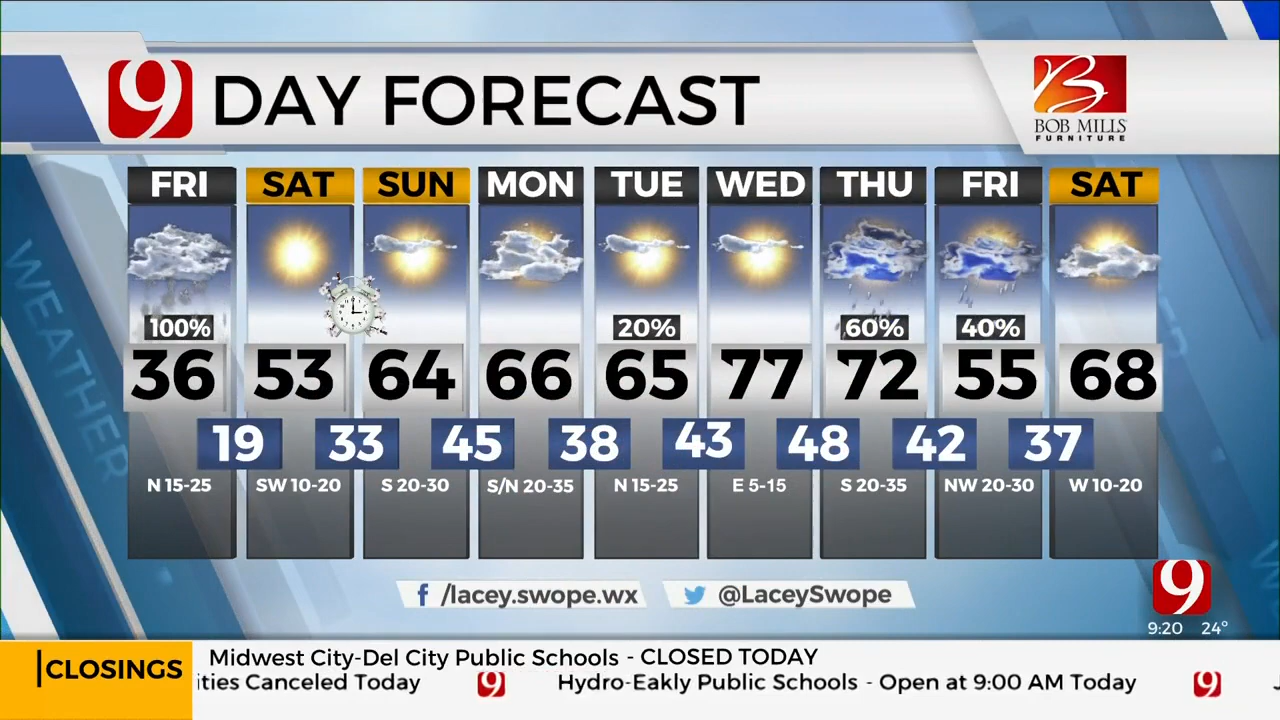 9 DAY FORECAST
BOB MILLS
FURNITURE
FRI SAT SUN MON TUE WED THU FRI SAT
100% 20% 60% 40%
36 53 64 66 65 77 72 55 68
19 33 45 38 43 48 42 37
N 15-25 SW 10-20 S 20-30 S/N 20-35 N 15-25 E 5-15 S 20-35 NW 20-30 W 10-20
WEATHER
f /lacey.swope.wx @LaceySwope
9
9:20 24°
CLOSINGS
Midwest City-Del City Public Schools - CLOSED TODAY
ities Canceled Today 9 Hydro-Eakly Public Schools - Open at 9:00 AM Today 9